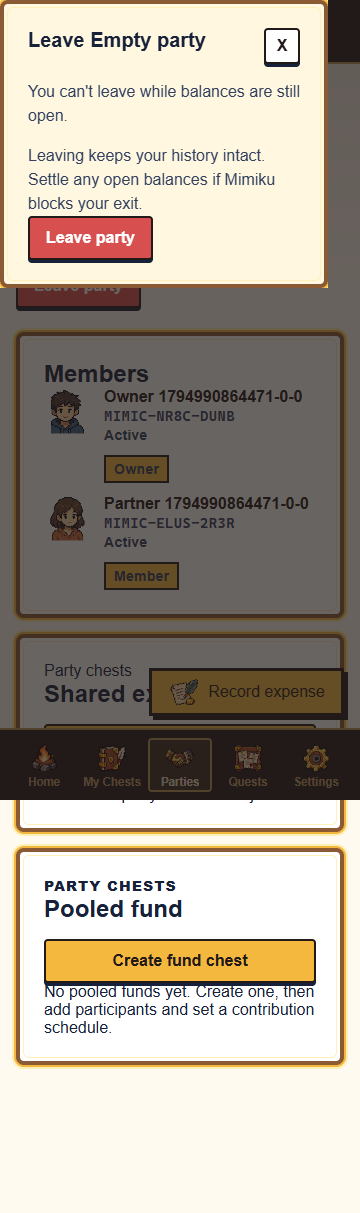 Leave Empty party
X
You can't leave while balances are still
open.
Leaving keeps your history intact.
Settle any open balances if Mimiku
blocks your exit.
Leave party
Leave party
Members
Owner 1794990864471-0-0
MIMIC-NR8C-DUNB
Active
Owner
Partner 1794990864471-0-0
MIMIC-ELUS-2R3R
Active
Member
Party chests
Shared
Record expense
Home
My Chests
Parties
Quests
Settings
PARTY CHESTS
Pooled fund
Create fund chest
No pooled funds yet. Create one, then
add participants and set a contribution
schedule.